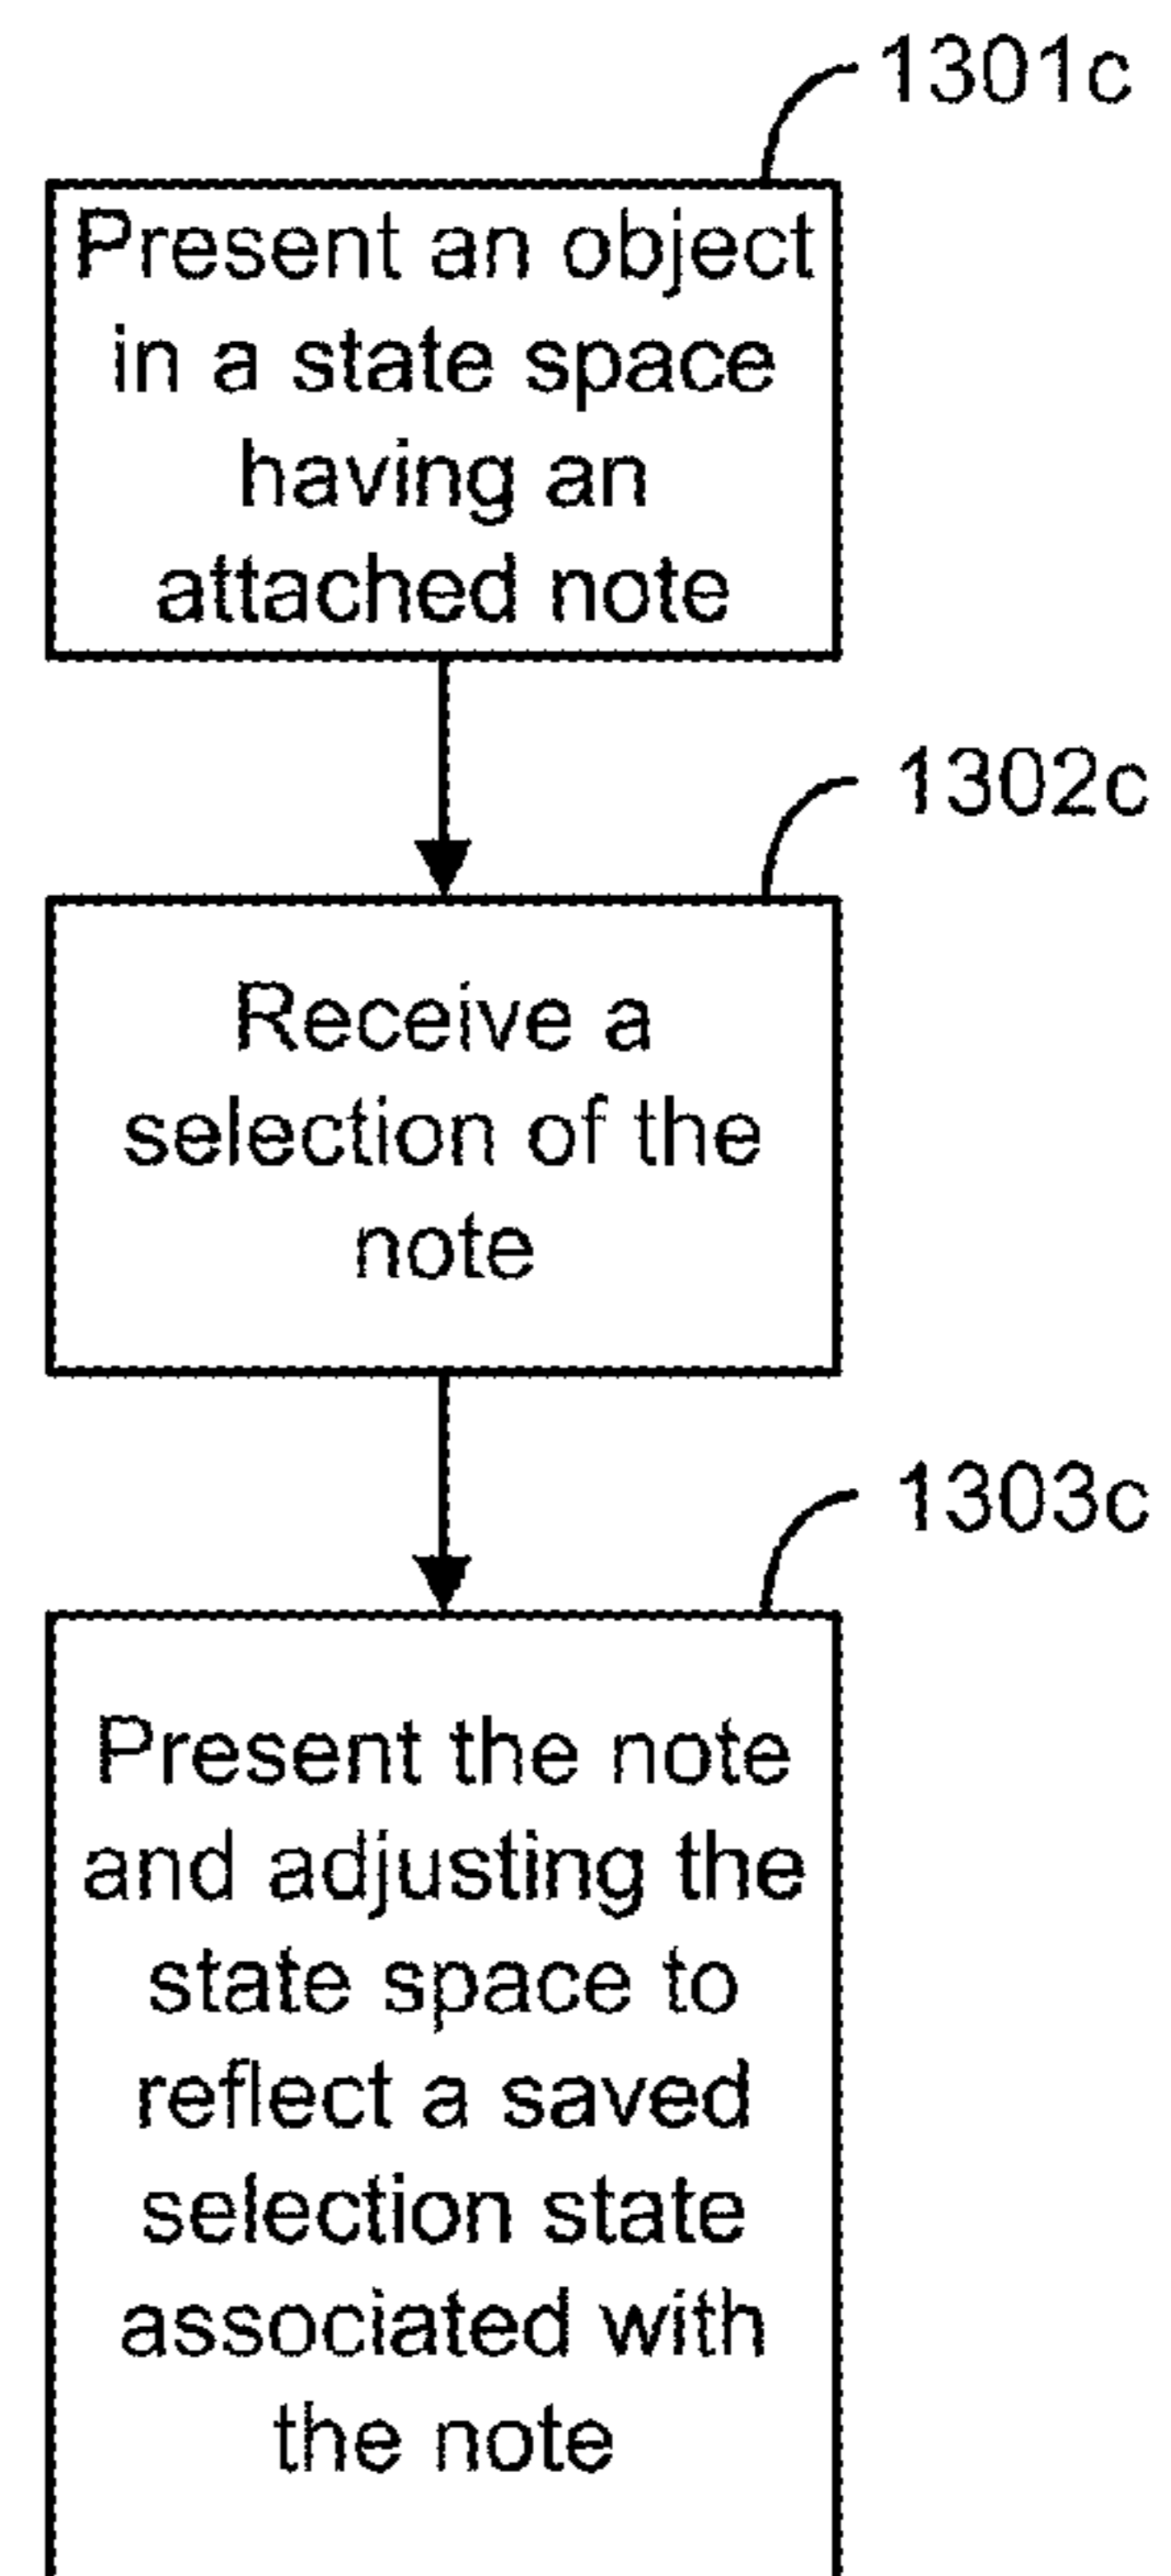 1301c
Present an object
in a state space
having an
attached note
1302c
Receive a
selection of the
note
1303c
Present the note
and adjusting the
state space to
reflect a saved
selection state
associated with
the note